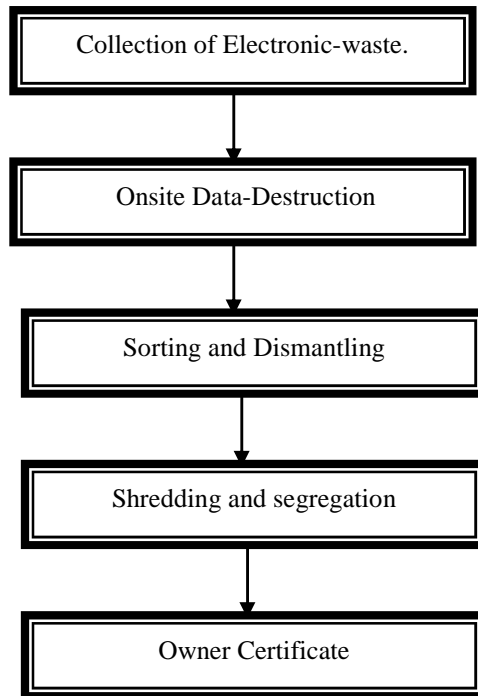 Collection of Electronic-waste.
Onsite Data-Destruction
Sorting and Dismantling
Shredding and segregation
Owner Certificate